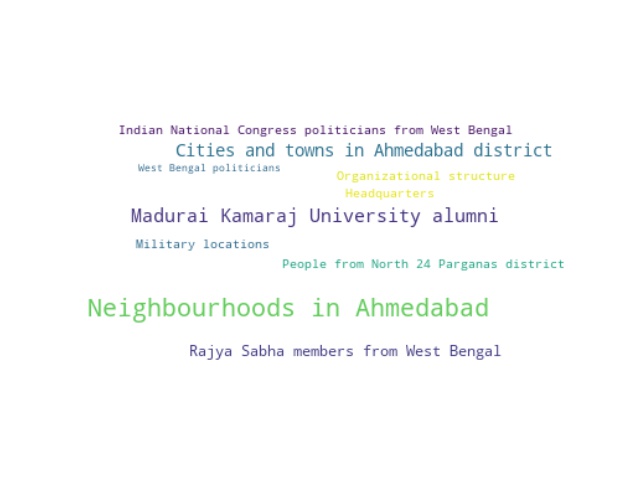 Indian National Congress politicians from West Bengal
Cities and towns in Ahmedabad district
West Bengal politicians
Organizational structure
Headquarters
Madurai Kamaraj University alumni
Military locations
People from North 24 Parganas district
Neighbourhoods in Ahmedabad
Rajya Sabha members from West Bengal